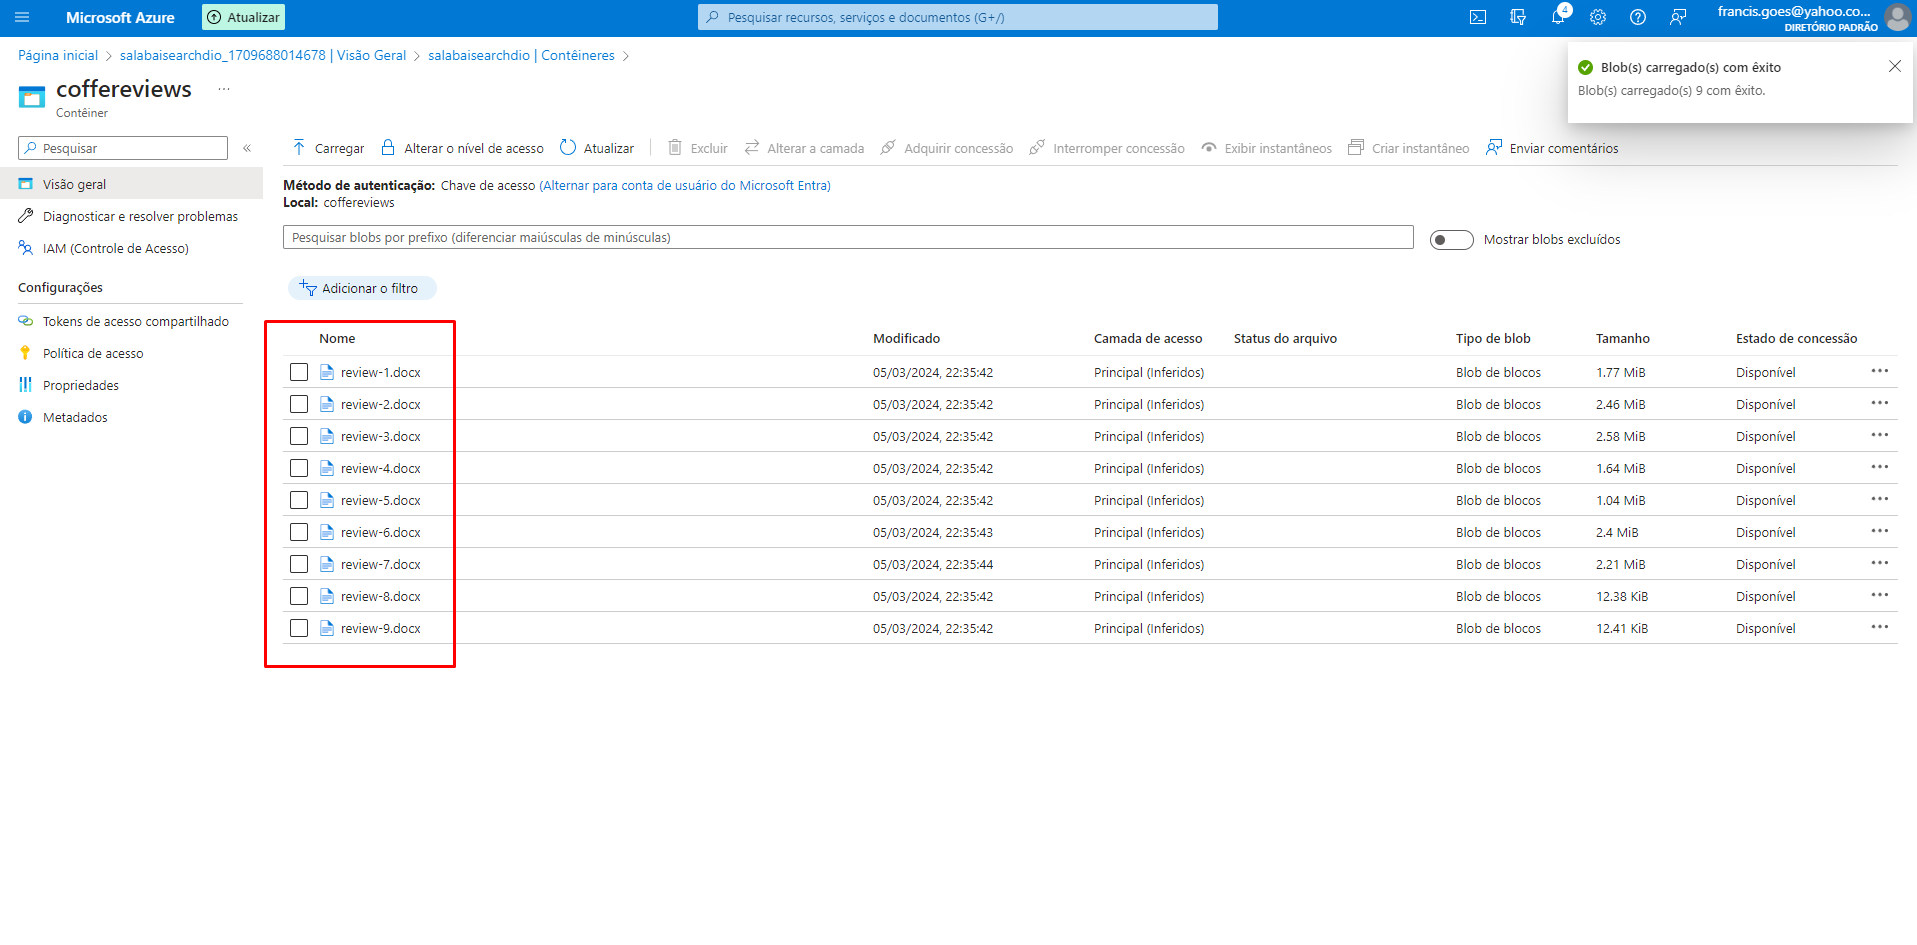 Microsoft Azure
Atualizar
Pesquisar recursos, serviços e documentos (G+/)
4
francis.goes@yahoo.co...
DIRETÓRIO PADRÃO
Página inicial > salabaisearchdio_1709688014678 | Visão Geral > salabaisearchdio | Contêineres >
Blob(s) carregado(s) com êxito
Blob(s) carregado(s) 9 com êxito.
coffereviews ...
Contêiner
Pesquisar
«
Carregar Alterar o nível de acesso Atualizar Excluir Alterar a camada Adquirir concessão Interromper concessão Exibir instantâneos Criar instantâneo Enviar comentários
Visão geral
Diagnosticar e resolver problemas
IAM (Controle de Acesso)
Configurações
Tokens de acesso compartilhado
Política de acesso
Propriedades
Metadados
Método de autenticação: Chave de acesso (Alternar para conta de usuário do Microsoft Entra)
Local: coffereviews
Pesquisar blobs por prefixo (diferenciar maiúsculas de minúsculas)
Mostrar blobs excluídos
Adicionar o filtro
Nome Modificado Camada de acesso Status do arquivo Tipo de blob Tamanho Estado de concessão
review-1.docx 05/03/2024, 22:35:42 Principal (Inferidos) Blob de blocos 1.77 MiB Disponível ...
review-2.docx 05/03/2024, 22:35:42 Principal (Inferidos) Blob de blocos 2.46 MiB Disponível ...
review-3.docx 05/03/2024, 22:35:42 Principal (Inferidos) Blob de blocos 2.58 MiB Disponível ...
review-4.docx 05/03/2024, 22:35:42 Principal (Inferidos) Blob de blocos 1.64 MiB Disponível ...
review-5.docx 05/03/2024, 22:35:42 Principal (Inferidos) Blob de blocos 1.04 MiB Disponível ...
review-6.docx 05/03/2024, 22:35:43 Principal (Inferidos) Blob de blocos 2.4 MiB Disponível ...
review-7.docx 05/03/2024, 22:35:44 Principal (Inferidos) Blob de blocos 2.21 MiB Disponível ...
review-8.docx 05/03/2024, 22:35:42 Principal (Inferidos) Blob de blocos 12.38 KiB Disponível ...
review-9.docx 05/03/2024, 22:35:42 Principal (Inferidos) Blob de blocos 12.41 KiB Disponível ...